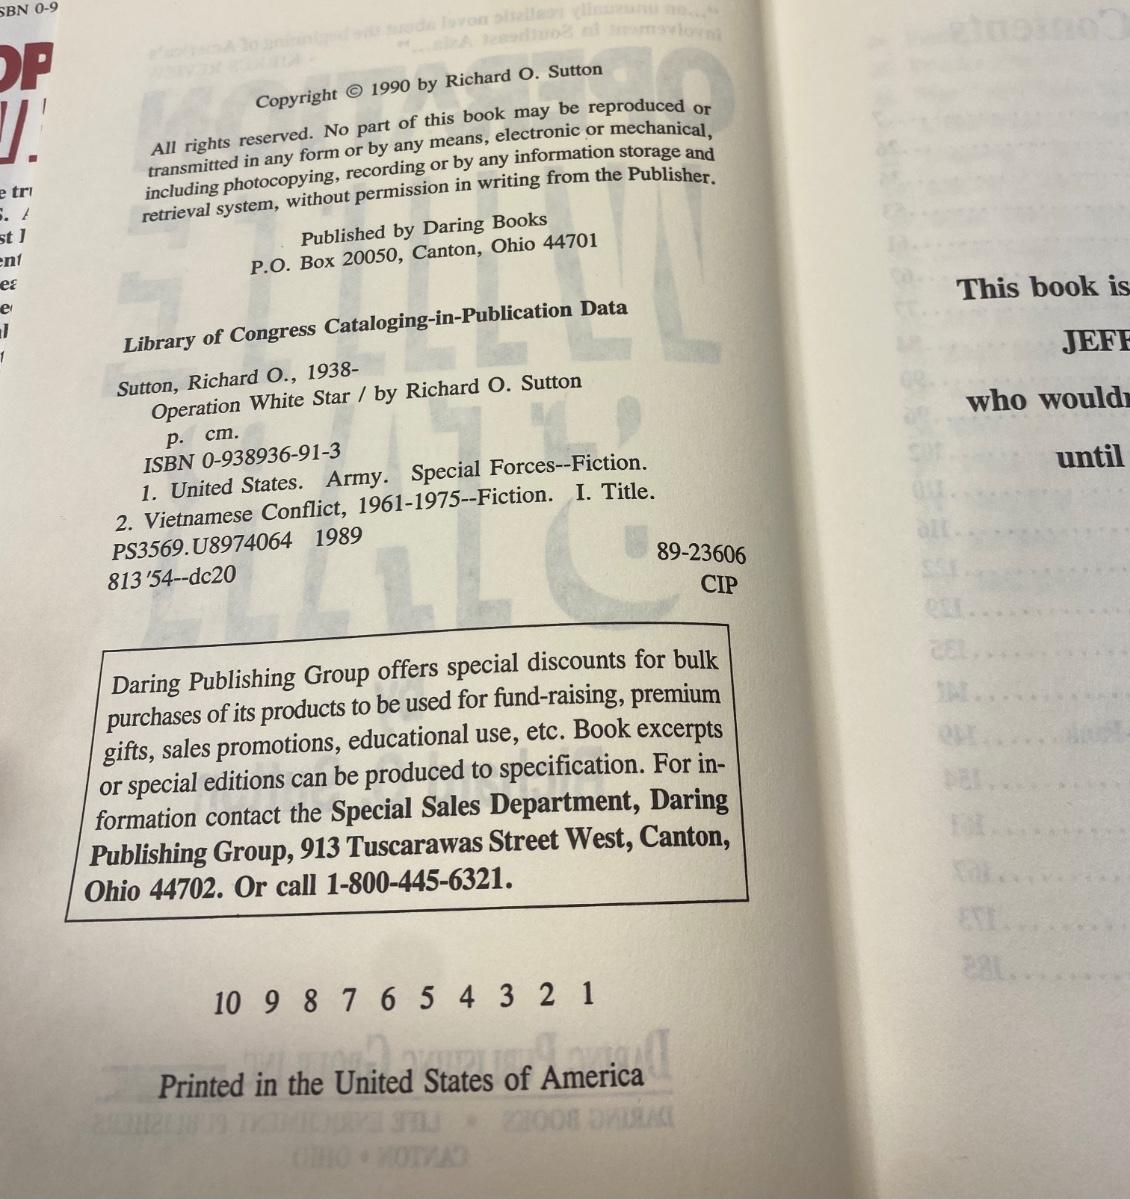 SBN 0-9
OP
Copyright © 1990 by Richard O. Sutton
All rights reserved. No part of this book may be reproduced or
transmitted in any form or by any means, electronic or mechanical,
including photocopying, recording or by any information storage and
retrieval system, without permission in writing from the Publisher.
Published by Daring Books
P.O. Box 20050, Canton, Ohio 44701
Library of Congress Cataloging-in-Publication Data
Sutton, Richard O., 1938-
Operation White Star / by Richard O. Sutton
p. cm.
ISBN 0-938936-91-3
1. United States. Army. Special Forces--Fiction.
2. Vietnamese Conflict, 1961-1975--Fiction. I. Title.
PS3569.U8974064 1989
813'54--dc20
89-23606
CIP
Daring Publishing Group offers special discounts for bulk
purchases of its products to be used for fund-raising, premium
gifts, sales promotions, educational use, etc. Book excerpts
or special editions can be produced to specification. For in-
formation contact the Special Sales Department, Daring
Publishing Group, 913 Tuscarawas Street West, Canton,
Ohio 44702. Or call 1-800-445-6321.
10 9 8 7 6 5 4 3 2 1
Printed in the United States of America
This book is
JEFF
who wouldn
until